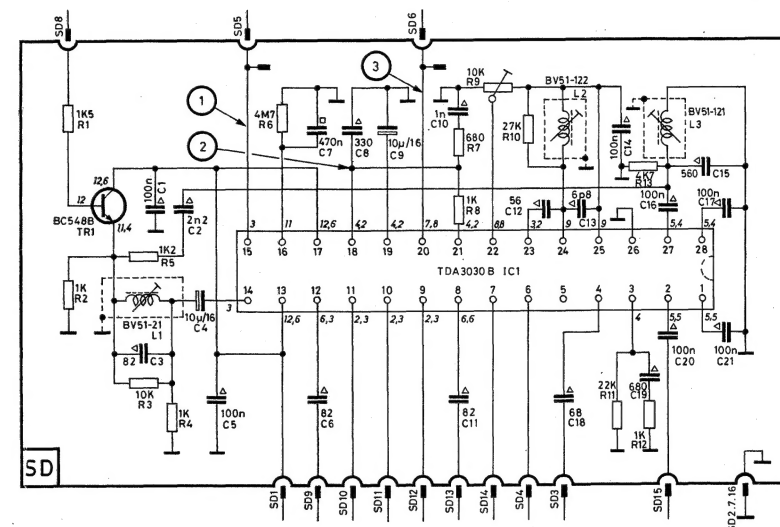 SD8
SD5
SD6
1K5
R1
1
2
3
4M7
R6
470n
C7
330
C8
10µ/16
C9
1n
C10
10K
R9
680
R7
BV51-122
L2
27K
R10
100n
C14
BV51-121
L3
4K7
R13
560 C15
12,6
12
BC548B
TR1
11,4
100n
C1
2n2
C2
1K
R8
56
C12
6p8
C13
100n
C16
100n
C17
3
11
12,6
4,2
4,2
7,8
4,2
8,8
3,2
9
9
5,4
5,4
15
16
17
18
19
20
21
22
23
24
25
26
27
28
TDA3030B IC1
1K2
R5
1K
R2
BV51-21
L1
10µ/16
C4
3
14
13
12
11
10
9
8
7
6
5
4
3
2
1
12,6
6,3
2,3
2,3
2,3
6,6
4
5,5
5,5
82 C3
10K
R3
1K
R4
100n
C5
82
C6
82
C11
68
C18
22K
R11
680
C19
1K
R12
100n
C20
100n
C21
SD
SD1
SD9
SD10
SD11
SD12
SD13
SD14
SD4
SD3
SD15
SD2.7.16